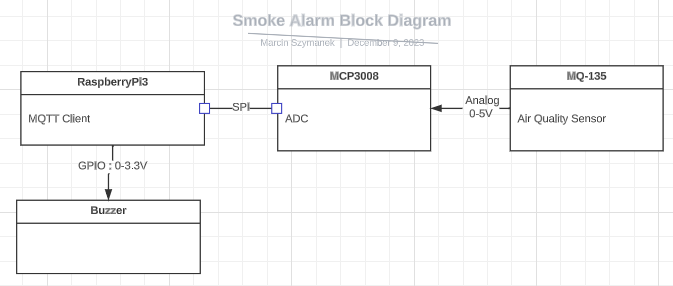 Smoke Alarm Block Diagram
Marcin Szymanek | December 9, 2023
RaspberryPi3
MQTT Client
SPI
MCP3008
ADC
Analog
0-5V
MQ-135
Air Quality Sensor
GPIO : 0-3.3V
Buzzer